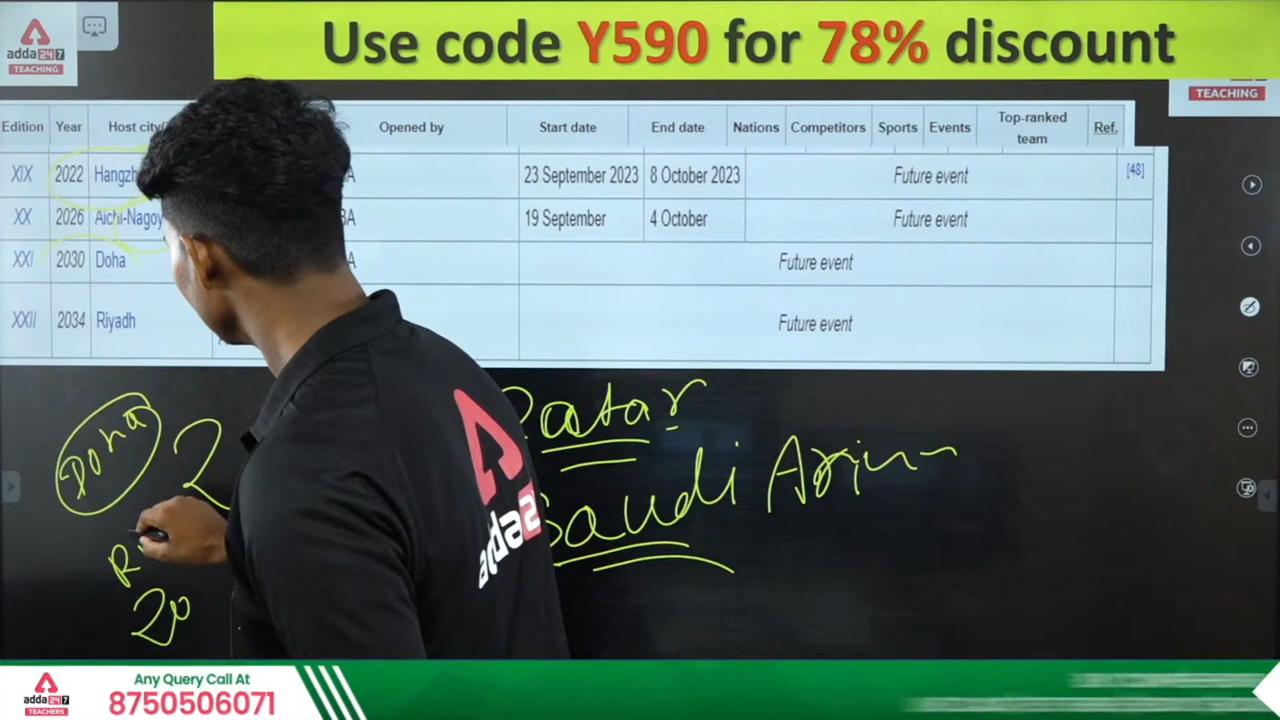 Use code Y590 for 78% discount
adda247
TEACHING
TEACHING
Edition Year Host city/ Opened by Start date End date Nations Competitors Sports Events Top-ranked team Ref.
XIX 2022 23 September 2023 8 October 2023 Future event [48]
XX 2026 19 September 4 October Future event
XXI 2030 Doha Future event
XXII 2034 Riyadh Future event
Doha
Saudi
20
adda2
adda247
TEACHERS
Any Query Call At
8750506071